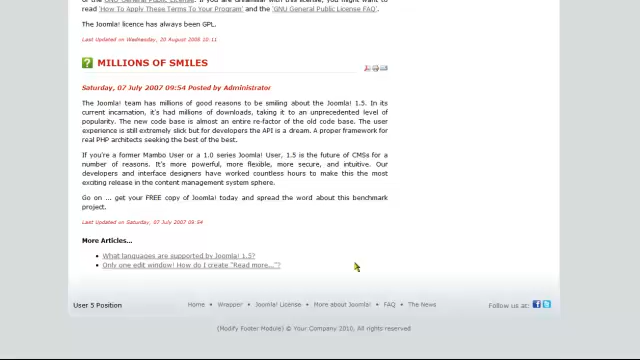 the GNU General Public License. If you are unfamiliar with this license, you might want to
read 'How To Apply These Terms To Your Program' and the 'GNU General Public License FAQ'.
The Joomla! licence has always been GPL.
Last Updated on Wednesday, 20 August 2008 10:11
MILLIONS OF SMILES
Saturday, 07 July 2007 09:54 Posted by Administrator
The Joomla! team has millions of good reasons to be smiling about the Joomla! 1.5. In its
current incarnation, it's had millions of downloads, taking it to an unprecedented level of
popularity. The new code base is almost an entire re-factor of the old code base. The user
experience is still extremely slick but for developers the API is a dream. A proper framework for
real PHP architects seeking the best of the best.
If you're a former Mambo User or a 1.0 series Joomla! User, 1.5 is the future of CMSs for a
number of reasons. It's more powerful, more flexible, more secure, and intuitive. Our
developers and interface designers have worked countless hours to make this the most
exciting release in the content management system sphere.
Go on ... get your FREE copy of Joomla! today and spread the word about this benchmark
project.
Last Updated on Saturday, 07 July 2007 09:54
More Articles...
What languages are supported by Joomla! 1.5?
Only one edit window! How do I create "Read more..."?
User 5 Position
Home • Wrapper • Joomla! License • More about Joomla! • FAQ • The News
Follow us at:
(Modify Footer Module) © Your Company 2010, All rights reserved